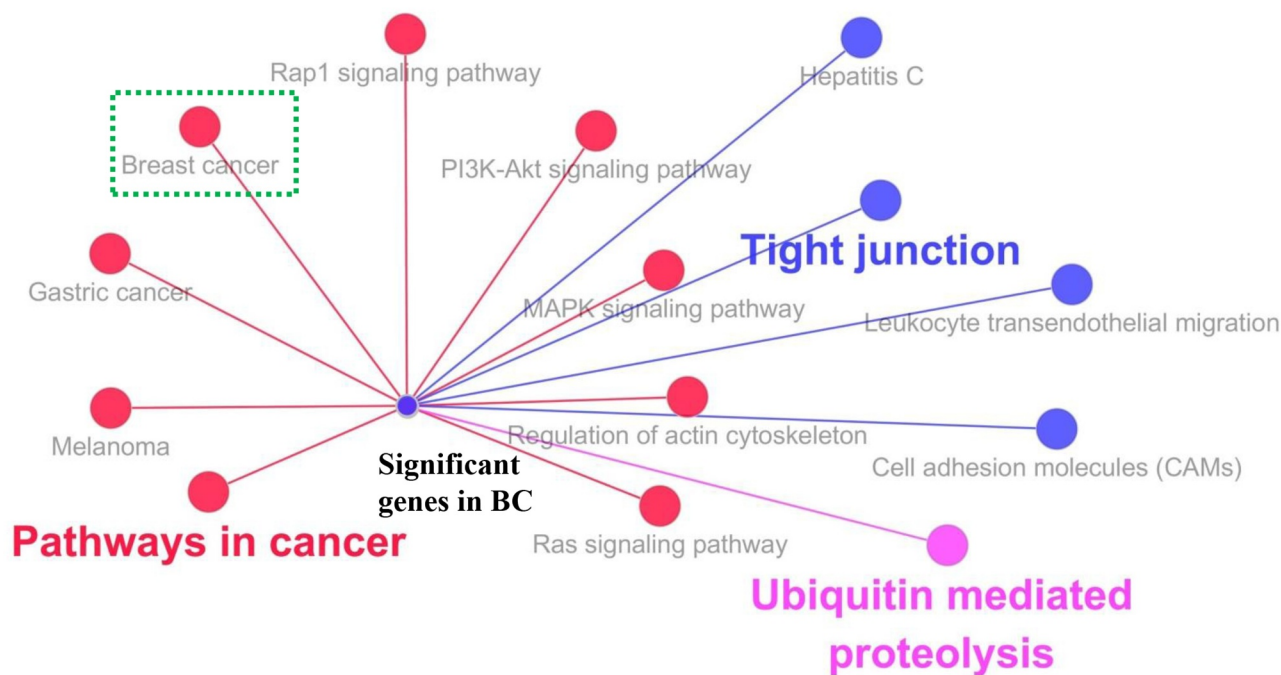 Rap1 signaling pathway
Hepatitis C
Breast cancer
PI3K-Akt signaling pathway
Tight junction
Gastric cancer
MAPK signaling pathway
Leukocyte transendothelial migration
Melanoma
Regulation of actin cytoskeleton
Cell adhesion molecules (CAMs)
Significant
genes in BC
Pathways in cancer
Ras signaling pathway
Ubiquitin mediated
proteolysis